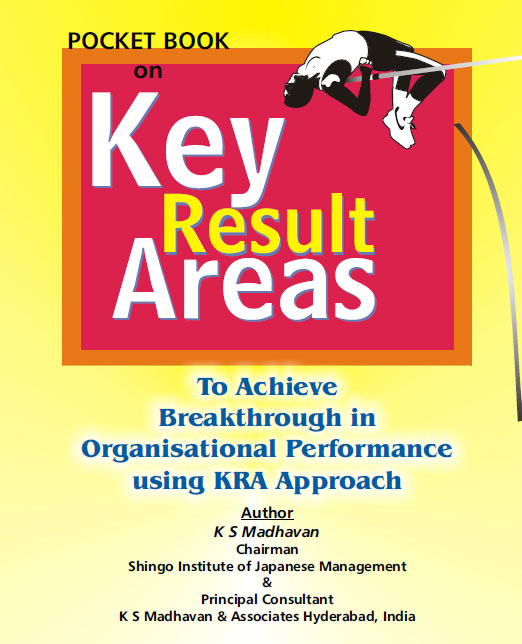 POCKET BOOK
on
Key
Result
Areas
To Achieve
Breakthrough in
Organisational Performance
using KRA Approach
Author
K S Madhavan
Chairman
Shingo Institute of Japanese Management
&
Principal Consultant
K S Madhavan & Associates Hyderabad, India